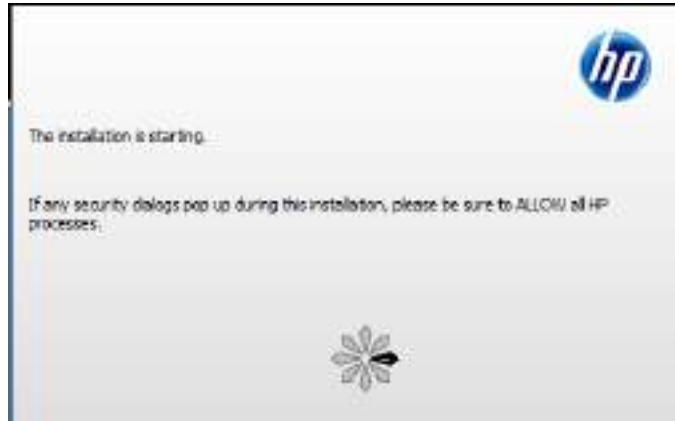 hp
The installation is starting.
If any security dialogs pop up during this installation, please be sure to ALLOW all HP
processes.